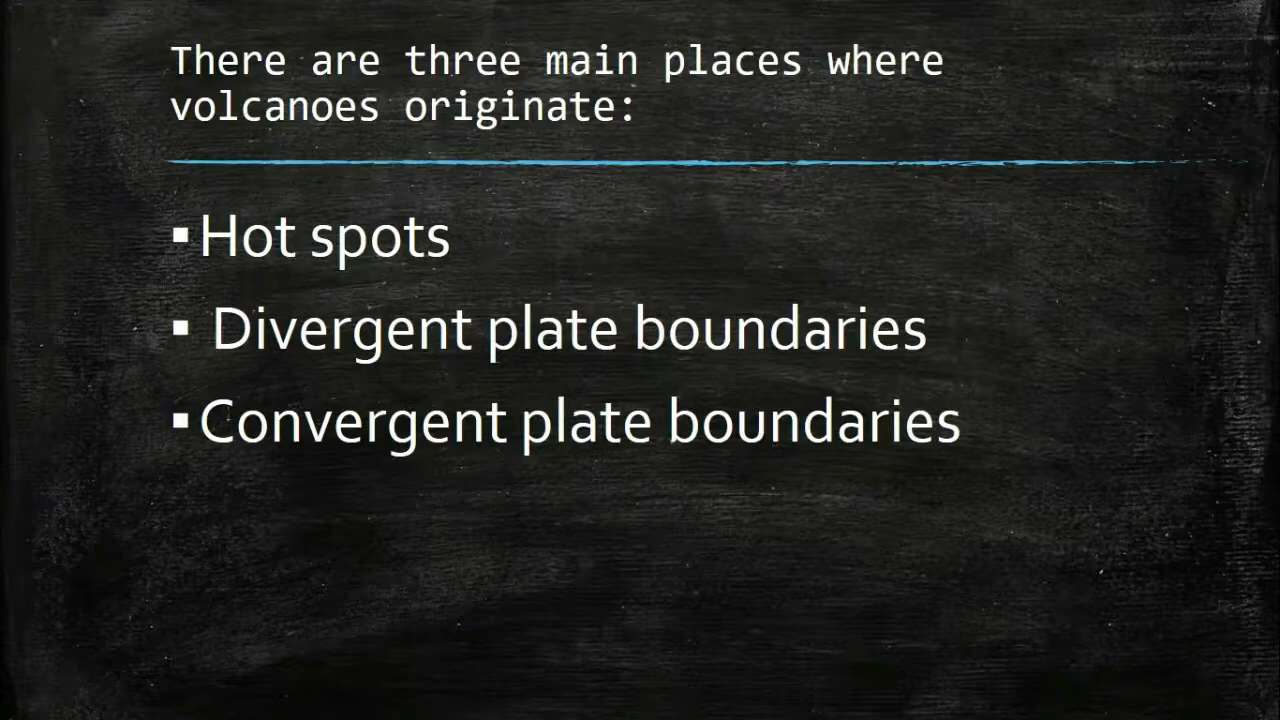 There are three main places where
volcanoes originate:
▪Hot spots
▪ Divergent plate boundaries
▪Convergent plate boundaries